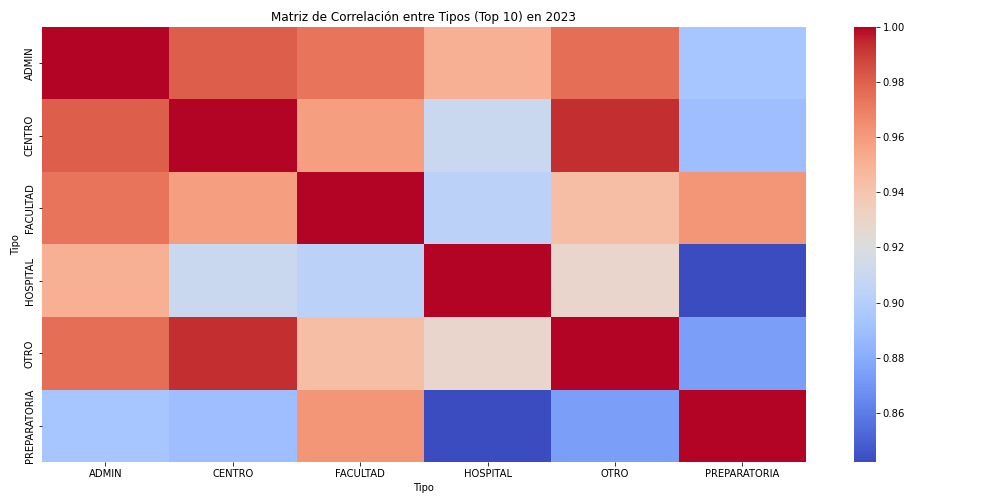 Matriz de Correlación entre Tipos (Top 10) en 2023
Tipo
ADMIN
CENTRO
FACULTAD
HOSPITAL
OTRO
PREPARATORIA
ADMIN
CENTRO
FACULTAD
HOSPITAL
OTRO
PREPARATORIA
Tipo
1.00
0.98
0.96
0.94
0.92
0.90
0.88
0.86